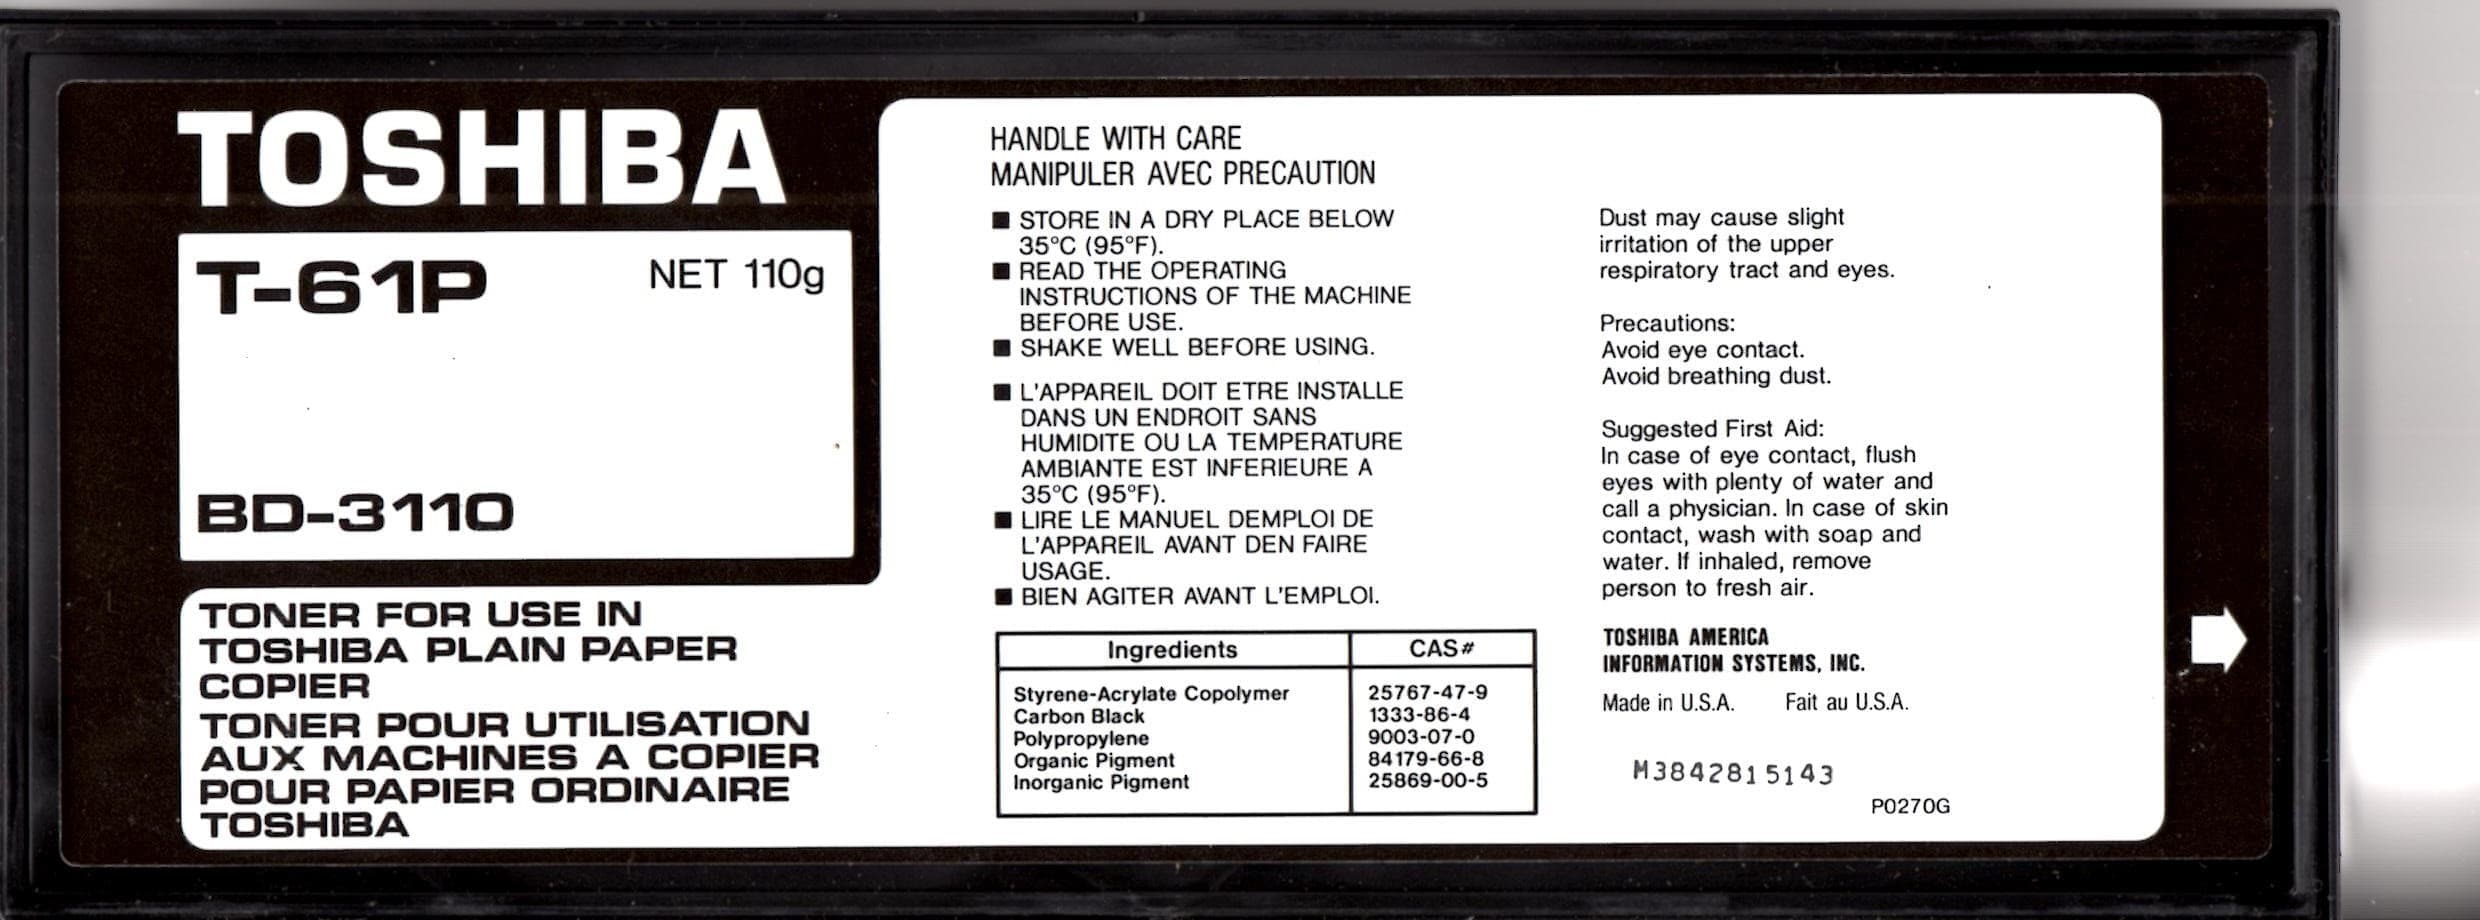 TOSHIBA
T-61P NET 110g
BD-3110
TONER FOR USE IN
TOSHIBA PLAIN PAPER
COPIER
TONER POUR UTILISATION
AUX MACHINES A COPIER
POUR PAPIER ORDINAIRE
TOSHIBA
HANDLE WITH CARE
MANIPULER AVEC PRECAUTION
■ STORE IN A DRY PLACE BELOW
35°C (95°F).
■ READ THE OPERATING
INSTRUCTIONS OF THE MACHINE
BEFORE USE.
■ SHAKE WELL BEFORE USING.
■ L'APPAREIL DOIT ETRE INSTALLE
DANS UN ENDROIT SANS
HUMIDITE OU LA TEMPERATURE
AMBIANTE EST INFERIEURE A
35°C (95°F).
■ LIRE LE MANUEL DEMPLOI DE
L'APPAREIL AVANT DEN FAIRE
USAGE.
■ BIEN AGITER AVANT L'EMPLOI.
Ingredients CAS#
Styrene-Acrylate Copolymer 25767-47-9
Carbon Black 1333-86-4
Polypropylene 9003-07-0
Organic Pigment 84179-66-8
Inorganic Pigment 25869-00-5
Dust may cause slight
irritation of the upper
respiratory tract and eyes.
Precautions:
Avoid eye contact.
Avoid breathing dust.
Suggested First Aid:
In case of eye contact, flush
eyes with plenty of water and
call a physician. In case of skin
contact, wash with soap and
water. If inhaled, remove
person to fresh air.
TOSHIBA AMERICA
INFORMATION SYSTEMS, INC.
Made in U.S.A. Fait au U.S.A.
M3842815143
P0270G